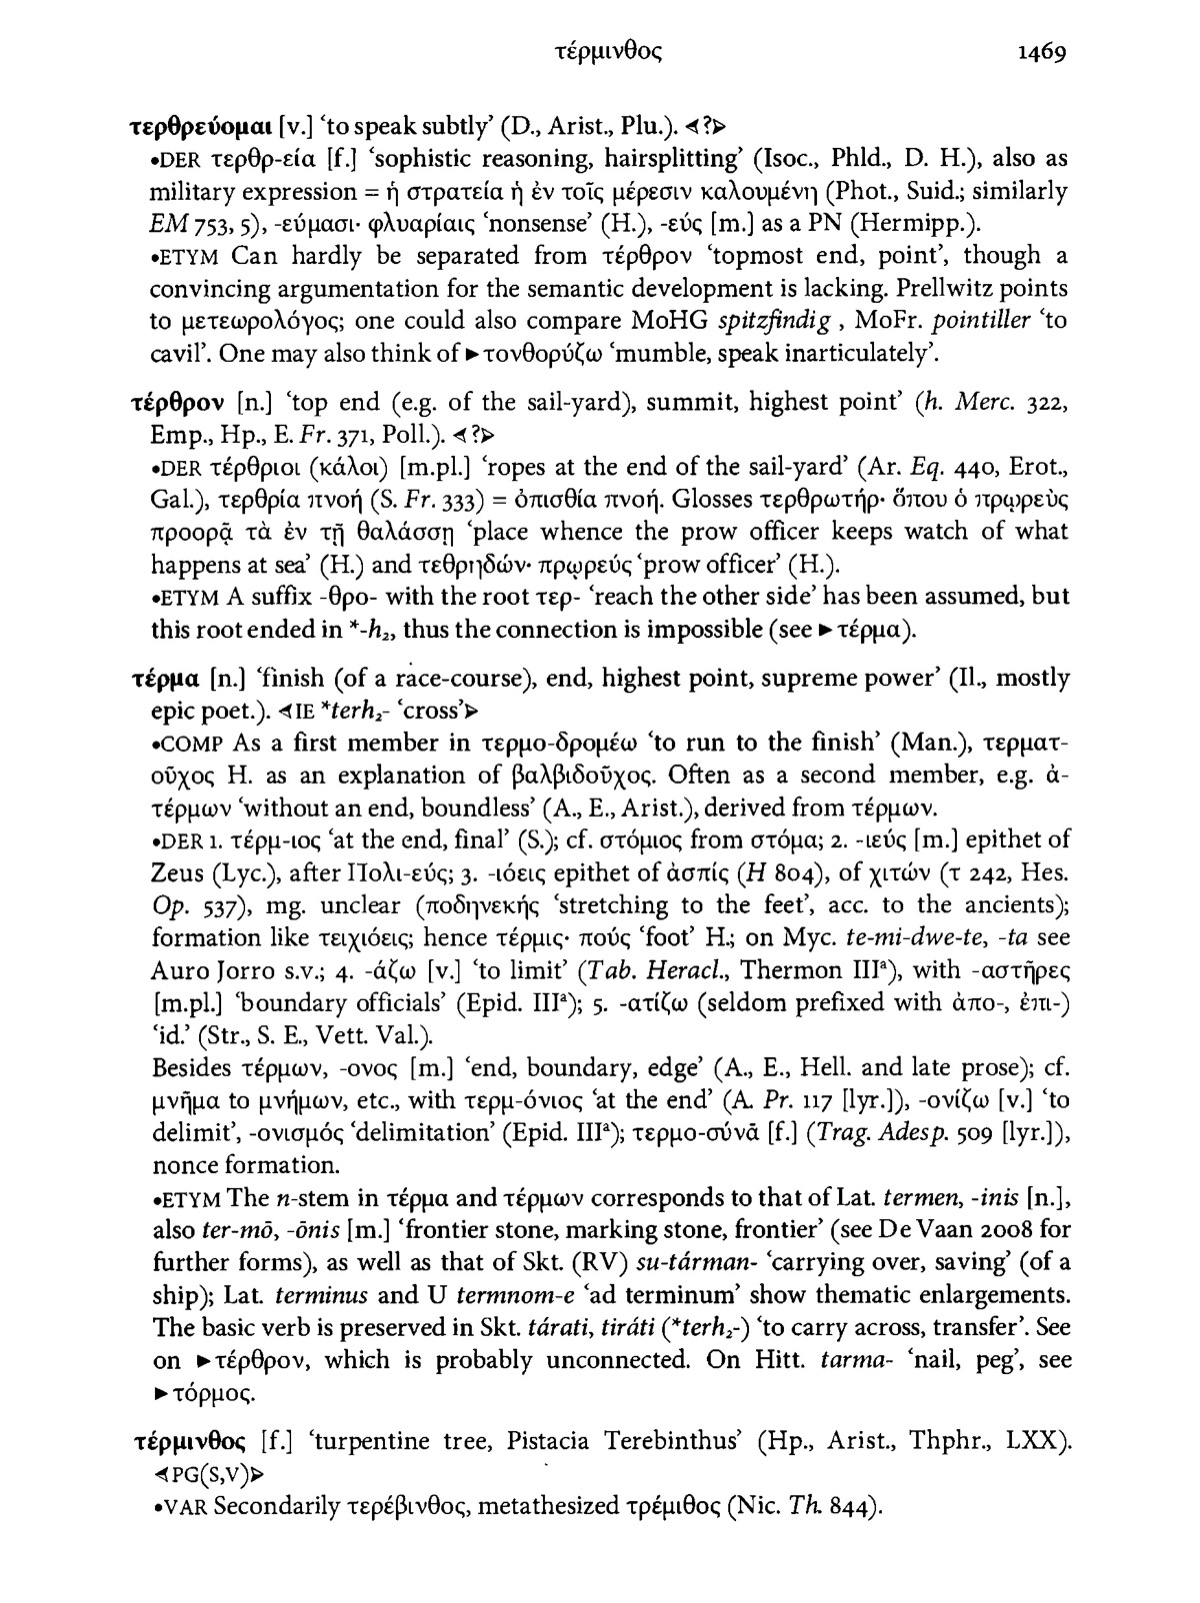 τέρμινθος 1469
τερθρεύομαι [v.] ‘to speak subtly’ (D., Arist., Plu.). ⊲?⊳
•DER τερθρ-εία [f.] ‘sophistic reasoning, hairsplitting’ (Isoc., Phld., D. H.), also as
military expression = ἡ στρατεία ἡ ἐν τοῖς μέρεσιν καλουμένη (Phot., Suid.; similarly
EM 753, 5), -εύμασι· φλυαρίαις ‘nonsense’ (H.), -εύς [m.] as a PN (Hermipp.).
•ETYM Can hardly be separated from τέρθρον ‘topmost end, point’, though a
convincing argumentation for the semantic development is lacking. Prellwitz points
to μετεωρολόγος; one could also compare MoHG spitzfindig , MoFr. pointiller ‘to
cavil’. One may also think of ►τονθορύζω ‘mumble, speak inarticulately’.
τέρθρον [n.] ‘top end (e.g. of the sail-yard), summit, highest point’ (h. Merc. 322,
Emp., Hp., E. Fr. 371, Poll.). ⊲?⊳
•DER τέρθριοι (κάλοι) [m.pl.] ‘ropes at the end of the sail-yard’ (Ar. Eq. 440, Erot.,
Gal.), τερθρία πνοή (S. Fr. 333) = ὀπισθία πνοή. Glosses τερθρωτήρ· ὅπου ὁ πρῳρεὺς
προορᾷ τὰ ἐν τῇ θαλάσσῃ ‘place whence the prow officer keeps watch of what
happens at sea’ (H.) and τεθρηδών· πρῳρεύς ‘prow officer’ (H.).
•ETYM A suffix -θρο- with the root τερ- ‘reach the other side’ has been assumed, but
this root ended in *-h₂, thus the connection is impossible (see ►τέρμα).
τέρμα [n.] ‘finish (of a race-course), end, highest point, supreme power’ (Il., mostly
epic poet.). ⊲IE *terh₂- ‘cross’⊳
•COMP As a first member in τερμο-δρομέω ‘to run to the finish’ (Man.), τερματ-
οῦχος H. as an explanation of βαλβιδοῦχος. Often as a second member, e.g. ἀ-
τέρμων ‘without an end, boundless’ (A., E., Arist.), derived from τέρμων.
•DER 1. τέρμ-ιος ‘at the end, final’ (S.); cf. στόμιος from στόμα; 2. -ιεύς [m.] epithet of
Zeus (Lyc.), after Πολι-εύς; 3. -ιόεις epithet of ἀσπίς (Η 804), of χιτών (τ 242, Hes.
Op. 537), mg. unclear (ποδηνεκής ‘stretching to the feet’, acc. to the ancients);
formation like τειχιόεις; hence τέρμις· πούς ‘foot’ H.; on Myc. te-mi-dwe-te, -ta see
Auro Jorro s.v.; 4. -άζω [v.] ‘to limit’ (Tab. Heracl., Thermon IIIᵃ), with -αστῆρες
[m.pl.] ‘boundary officials’ (Epid. IIIᵃ); 5. -ατίζω (seldom prefixed with ἀπο-, ἐπι-)
‘id.’ (Str., S. E., Vett. Val.).
Besides τέρμων, -ονος [m.] ‘end, boundary, edge’ (A., E., Hell. and late prose); cf.
μνῆμα to μνήμων, etc., with τερμ-όνιος ‘at the end’ (A. Pr. 117 [lyr.]), -ονίζω [v.] ‘to
delimit’, -ονισμός ‘delimitation’ (Epid. IIIᵃ); τερμο-σύνᾱ [f.] (Trag. Adesp. 509 [lyr.]),
nonce formation.
•ETYM The n-stem in τέρμα and τέρμων corresponds to that of Lat. termen, -inis [n.],
also ter-mō, -ōnis [m.] ‘frontier stone, marking stone, frontier’ (see De Vaan 2008 for
further forms), as well as that of Skt. (RV) su-tárman- ‘carrying over, saving’ (of a
ship); Lat. terminus and U termnom-e ‘ad terminum’ show thematic enlargements.
The basic verb is preserved in Skt. tárati, tiráti (*terh₂-) ‘to carry across, transfer’. See
on ►τέρθρον, which is probably unconnected. On Hitt. tarma- ‘nail, peg’, see
►τόρμος.
τέρμινθος [f.] ‘turpentine tree, Pistacia Terebinthus’ (Hp., Arist., Thphr., LXX).
⊲PG(S,V)⊳
•VAR Secondarily τερέβινθος, metathesized τρέμιθος (Nic. Th. 844).